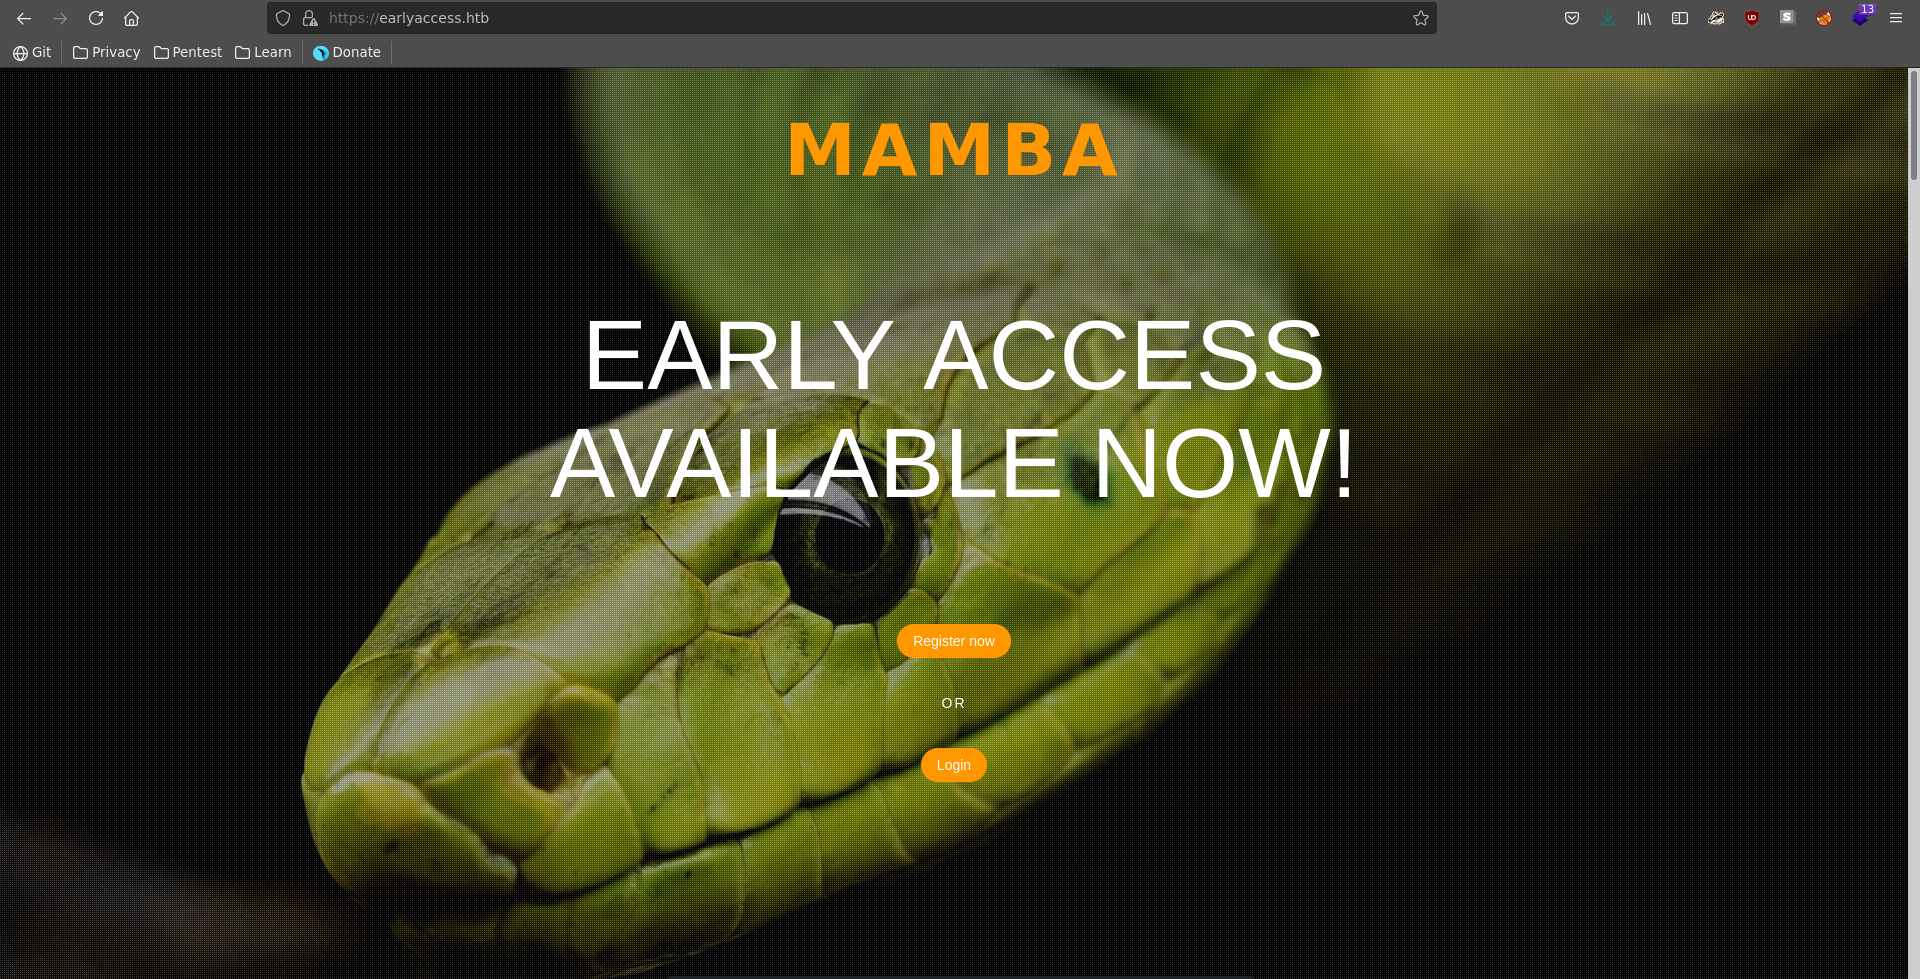 https://earlyaccess.htb
13
Git
Privacy
Pentest
Learn
Donate
MAMBA
EARLY ACCESS
AVAILABLE NOW!
Register now
OR
Login